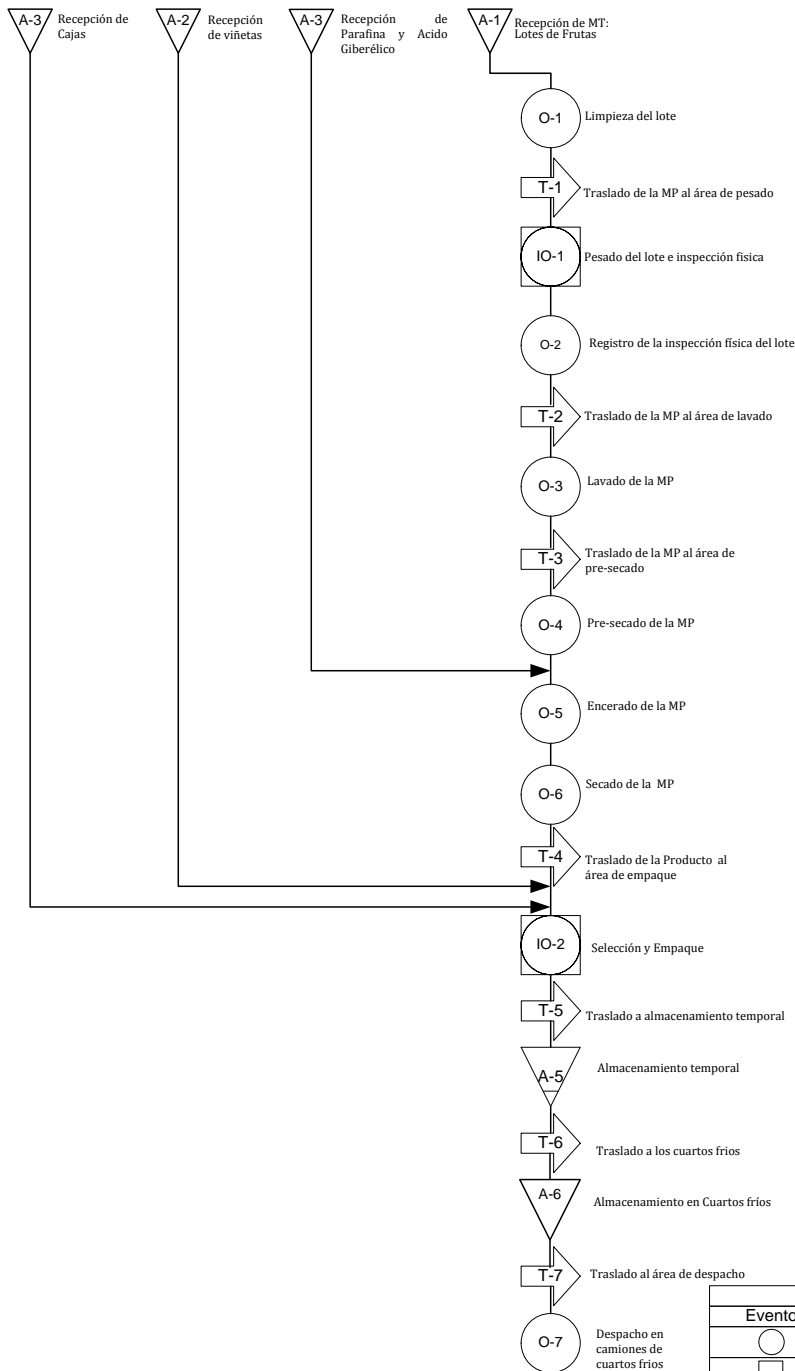 A-3
Recepción de
Cajas
A-2
Recepción
de viñetas
A-3
Recepción de
Parafina y Acido
Giberélico
A-1
Recepción de MT:
Lotes de Frutas
O-1
Limpieza del lote
T-1
Traslado de la MP al área de pesado
IO-1
Pesado del lote e inspección fisica
O-2
Registro de la inspección física del lote
T-2
Traslado de la MP al área de lavado
O-3
Lavado de la MP
T-3
Traslado de la MP al área de
pre-secado
O-4
Pre-secado de la MP
O-5
Encerado de la MP
O-6
Secado de la MP
T-4
Traslado de la Producto al
área de empaque
IO-2
Selección y Empaque
T-5
Traslado a almacenamiento temporal
A-5
Almacenamiento temporal
T-6
Traslado a los cuartos frios
A-6
Almacenamiento en Cuartos fríos
T-7
Traslado al área de despacho
O-7
Despacho en
camiones de
cuartos frios
Evento